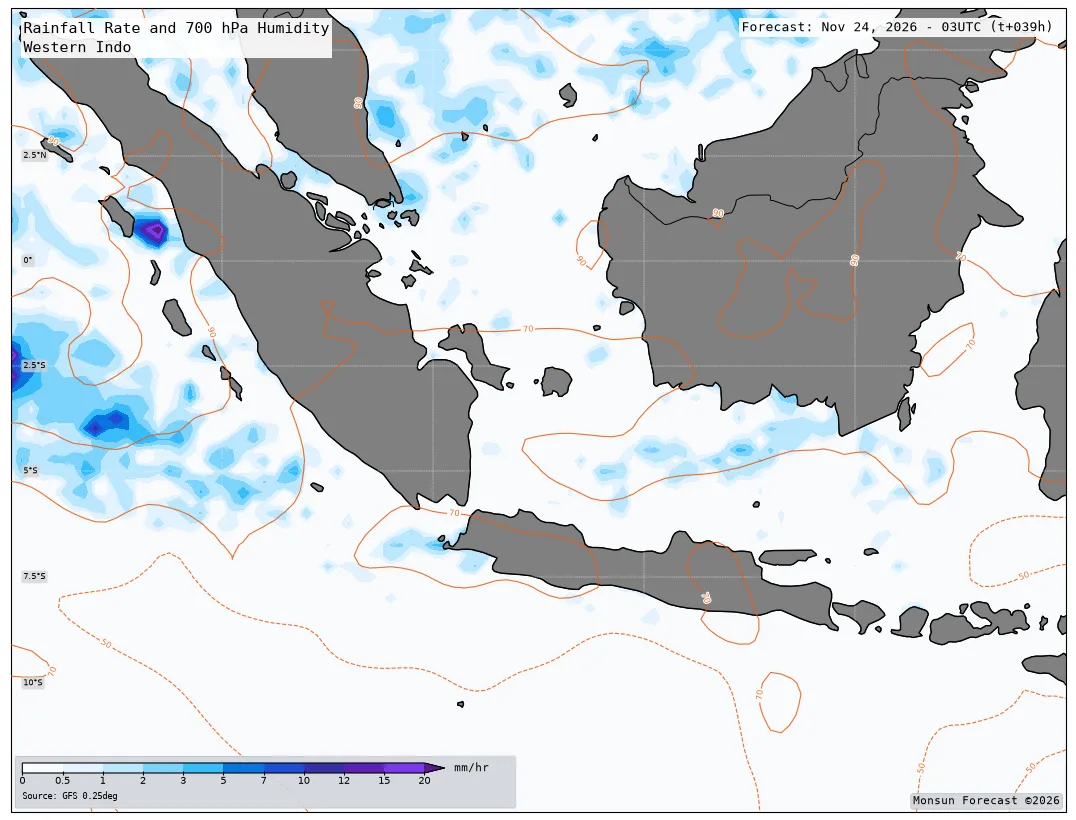 Rainfall Rate and 700 hPa Humidity
Western Indo
Forecast: Nov 24, 2026 - 03UTC (t+039h)
90
90
2.5°N
90
90
70
0°
90
90
70
70
2.5°S
5°S
70
50
7.5°S
70
50
70
10°S
70
50
50
0 0.5 1 2 3 5 7 10 12 15 20 mm/hr
Source: GFS 0.25deg
Monsun Forecast ©2026